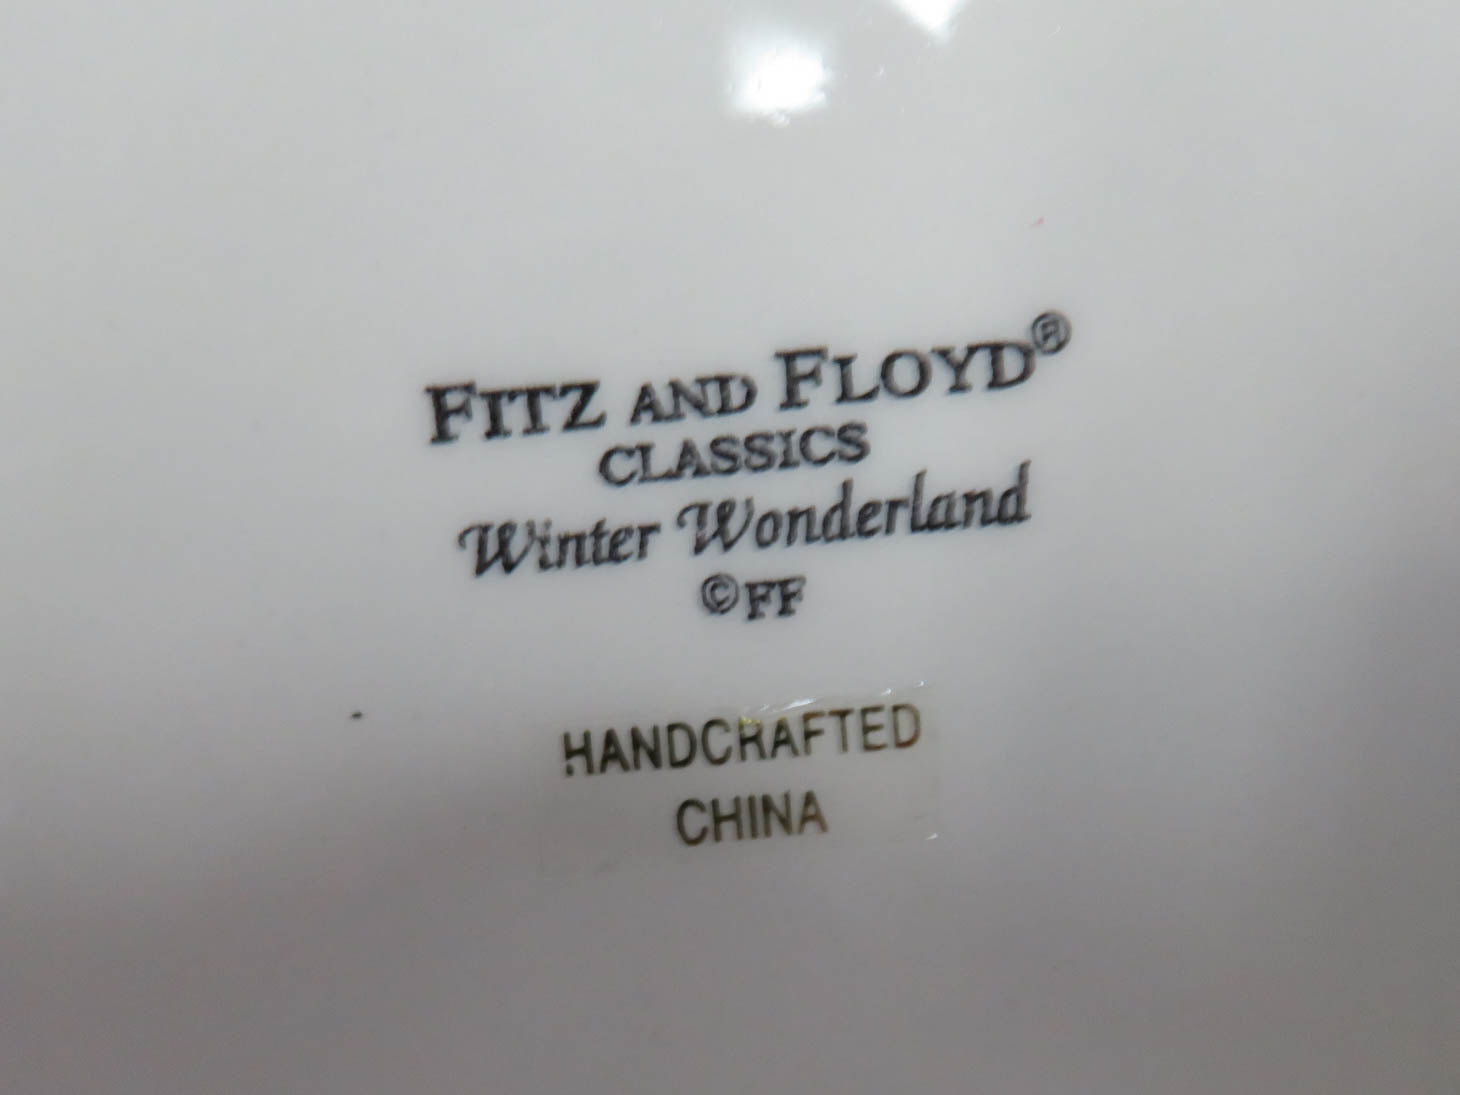 FITZ AND FLOYD®
CLASSICS
Winter Wonderland
©FF
HANDCRAFTED
CHINA